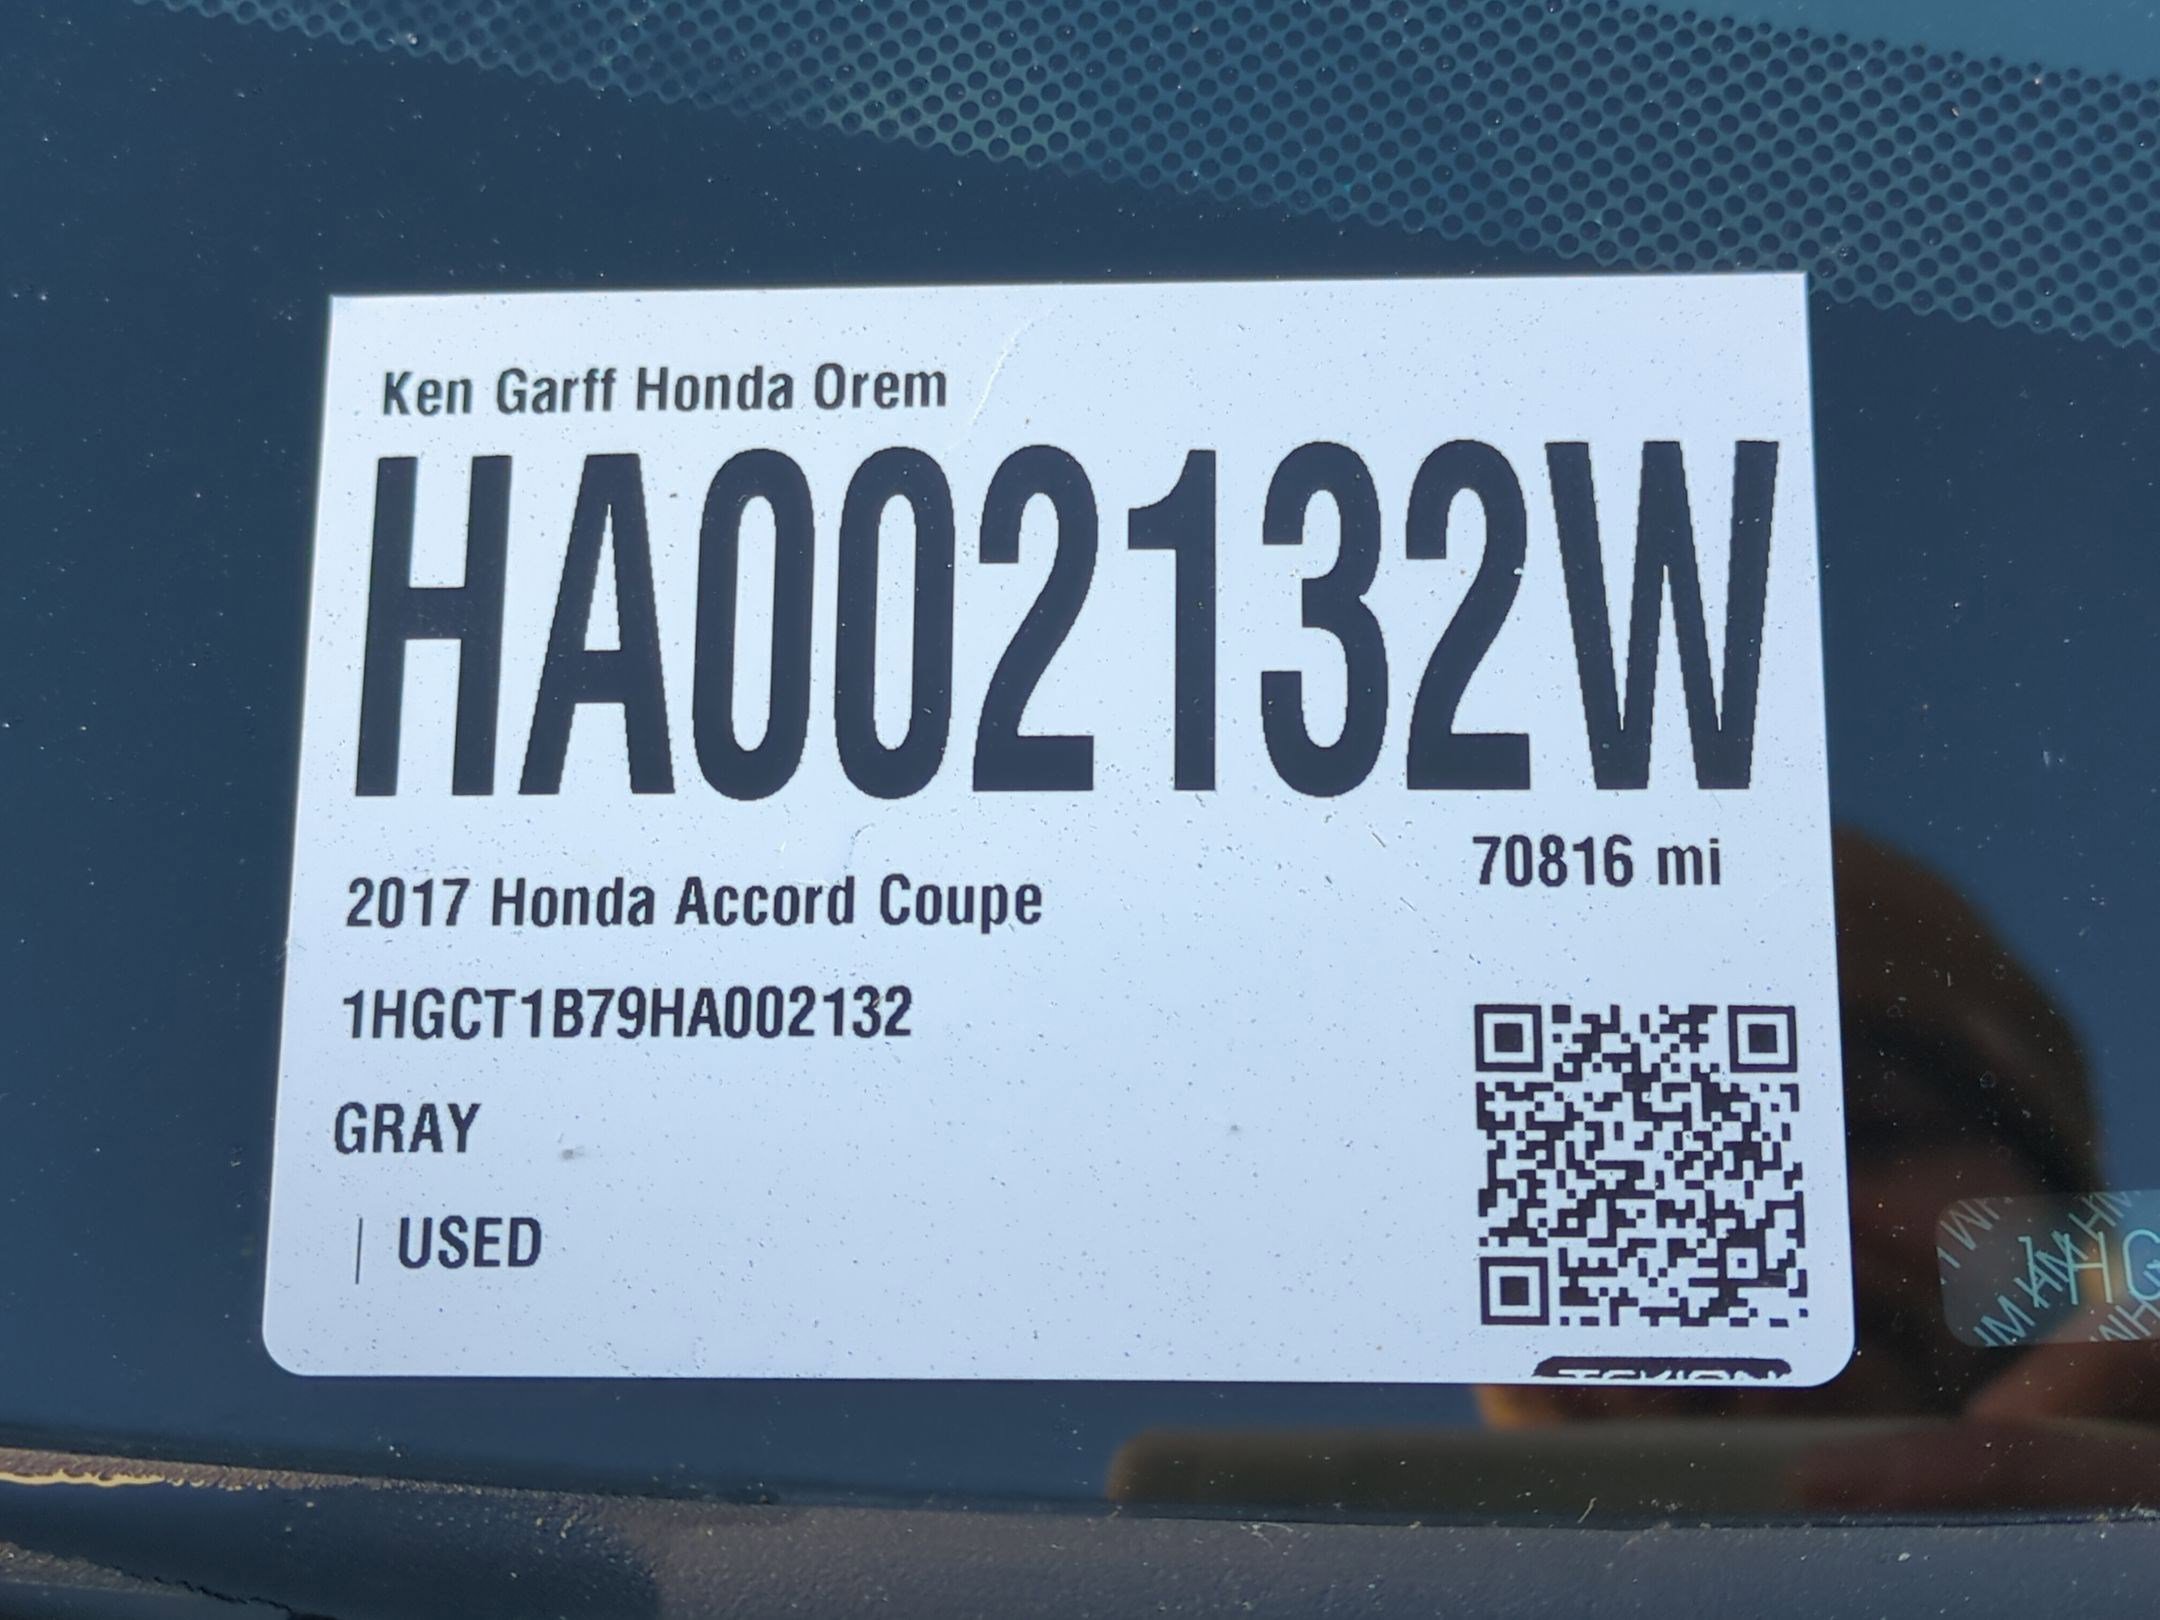 Ken Garff Honda Orem
HA002132W
70816 mi
2017 Honda Accord Coupe
1HGCT1B79HA002132
GRAY
| USED